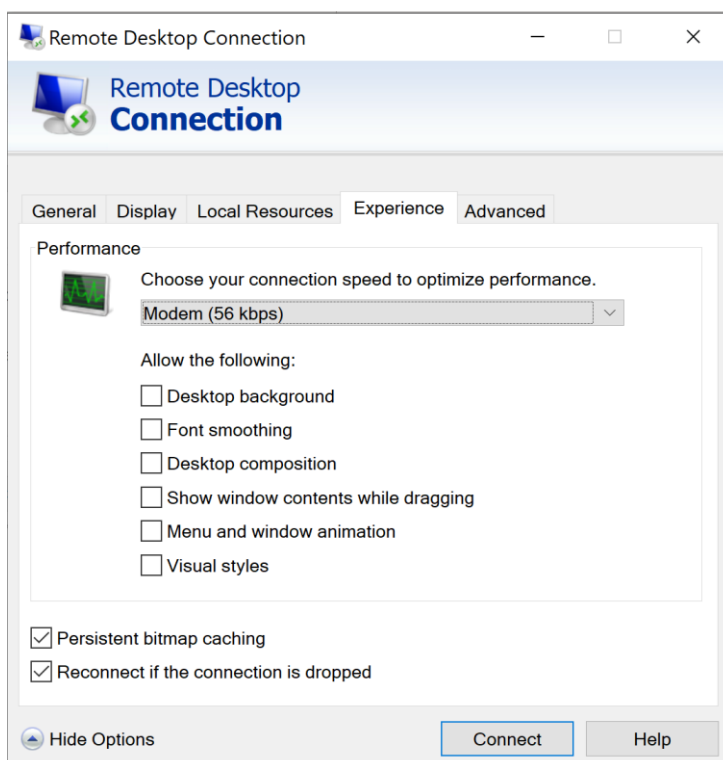 Remote Desktop Connection
Remote Desktop
Connection
General Display Local Resources Experience Advanced
Performance
Choose your connection speed to optimize performance.
Modem (56 kbps)
Allow the following:
Desktop background
Font smoothing
Desktop composition
Show window contents while dragging
Menu and window animation
Visual styles
Persistent bitmap caching
Reconnect if the connection is dropped
Hide Options Connect Help